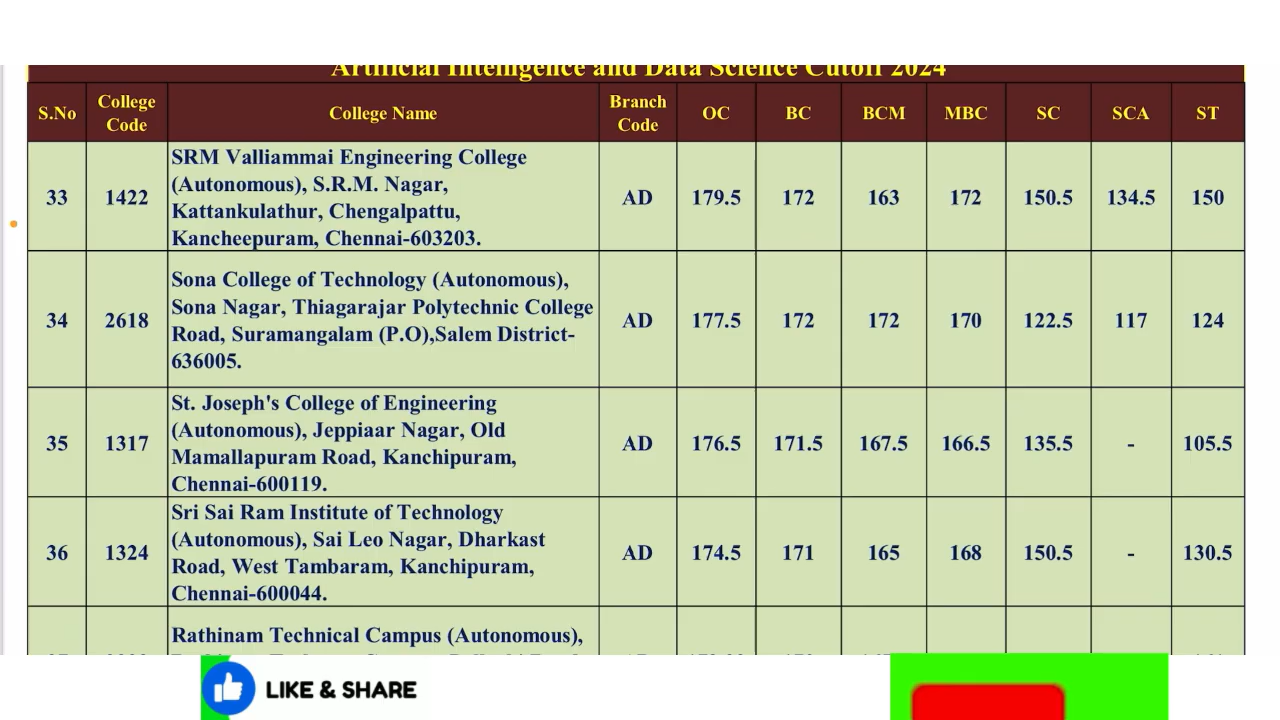 Artificial Intelligence and Data Science Cutoff 2024
S.No College Code College Name Branch Code OC BC BCM MBC SC SCA ST
33 1422 SRM Valliammai Engineering College
(Autonomous), S.R.M. Nagar,
Kattankulathur, Chengalpattu,
Kancheepuram, Chennai-603203. AD 179.5 172 163 172 150.5 134.5 150
34 2618 Sona College of Technology (Autonomous),
Sona Nagar, Thiagarajar Polytechnic College
Road, Suramangalam (P.O),Salem District-
636005. AD 177.5 172 172 170 122.5 117 124
35 1317 St. Joseph's College of Engineering
(Autonomous), Jeppiaar Nagar, Old
Mamallapuram Road, Kanchipuram,
Chennai-600119. AD 176.5 171.5 167.5 166.5 135.5 - 105.5
36 1324 Sri Sai Ram Institute of Technology
(Autonomous), Sai Leo Nagar, Dharkast
Road, West Tambaram, Kanchipuram,
Chennai-600044. AD 174.5 171 165 168 150.5 - 130.5
Rathinam Technical Campus (Autonomous),
LIKE & SHARE